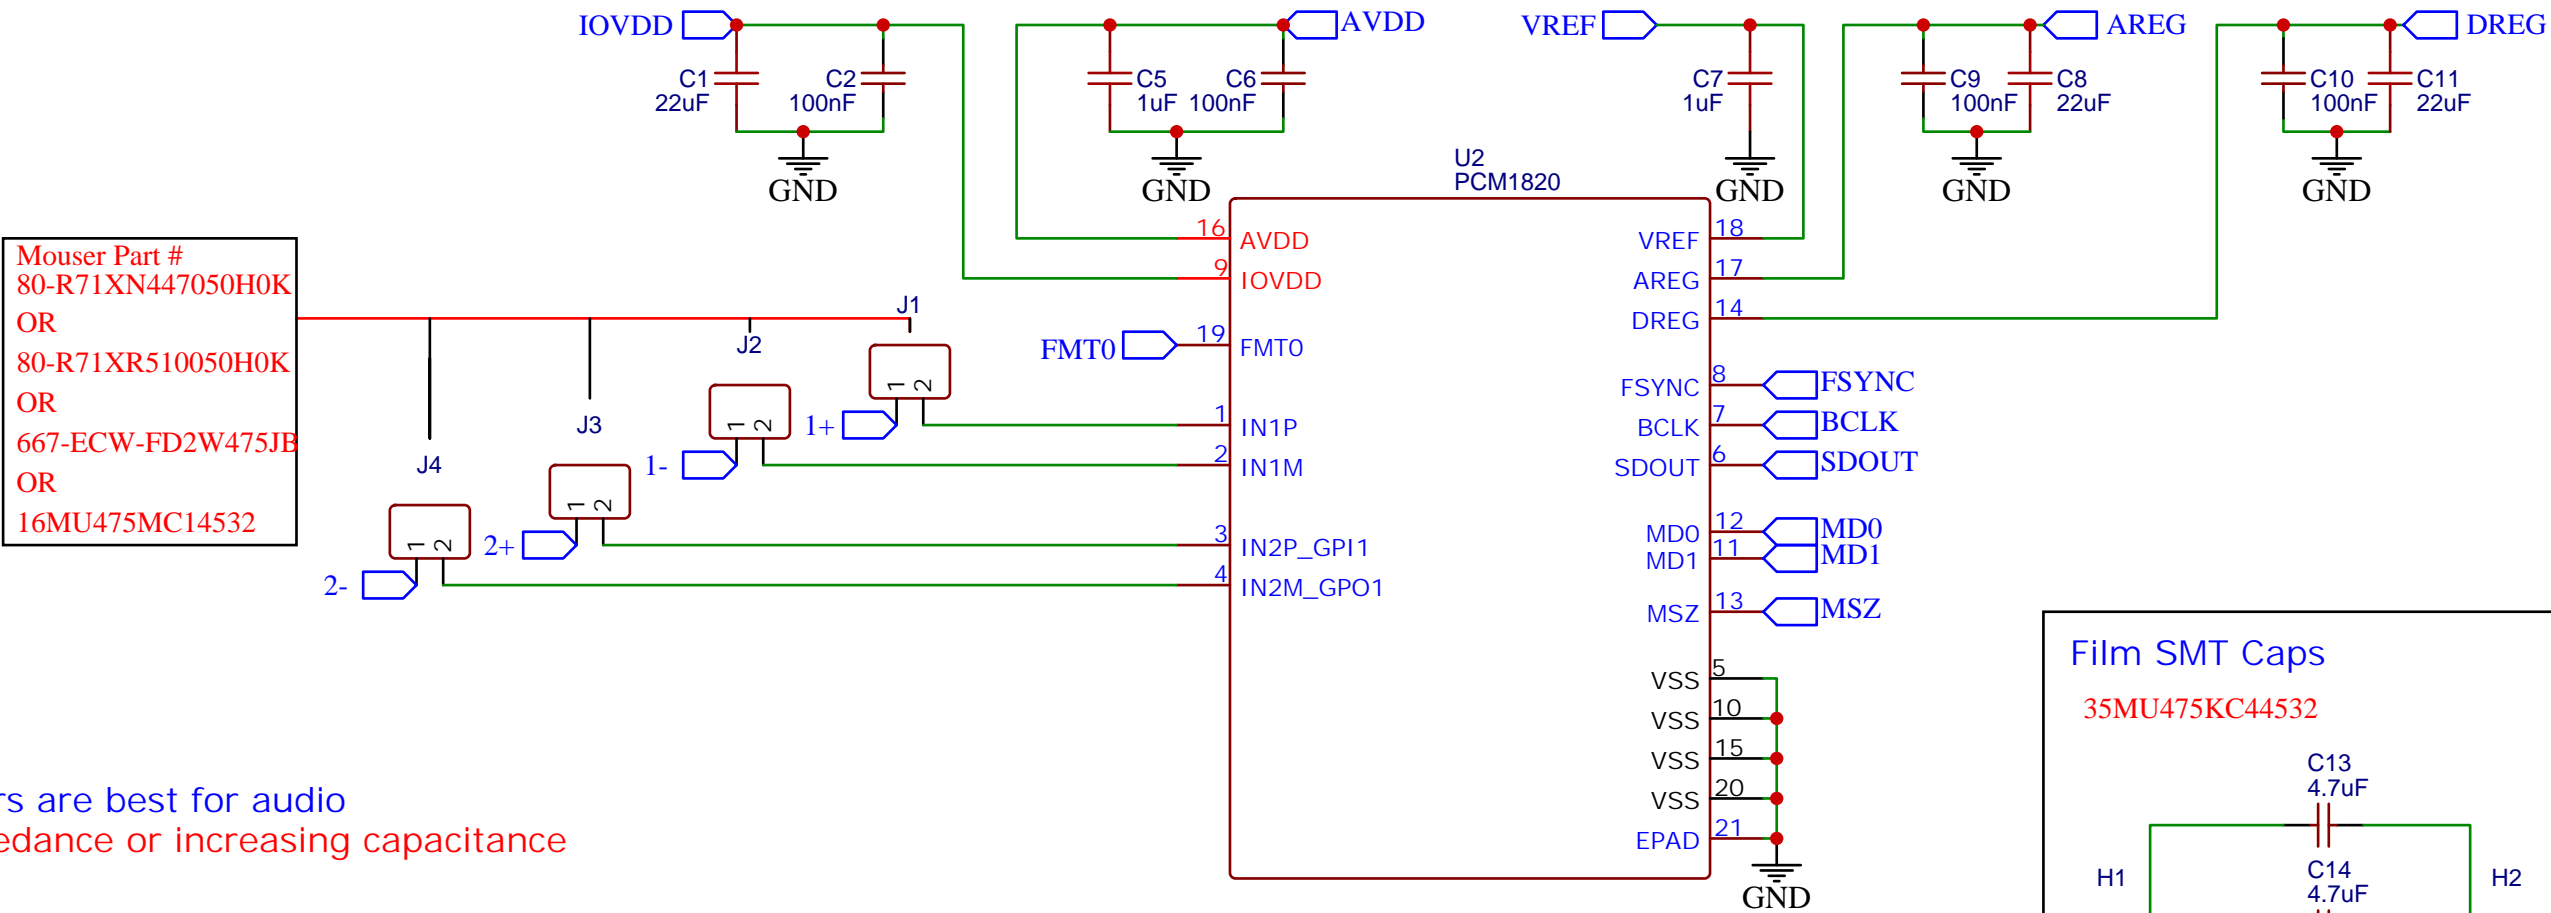 IOVDD
AVDD
VREF
AREG
DREG
C1
22uF
C2
100nF
C5
1uF
C6
100nF
C7
1uF
C9
100nF
C8
22uF
C10
100nF
C11
22uF
GND
GND
GND
GND
GND
U2
PCM1820
Mouser Part #
80-R71XN447050H0K
OR
80-R71XR510050H0K
OR
667-ECW-FD2W475JB
OR
16MU475MC14532
J1
J2
J3
J4
1 2
1 2
1 2
1 2
1+
1-
2+
2-
FMT0
16 AVDD
9 IOVDD
19 FMT0
1 IN1P
2 IN1M
3 IN2P_GPI1
4 IN2M_GPO1
VREF 18
AREG 17
DREG 14
FSYNC 8 FSYNC
BCLK 7 BCLK
SDOUT 6 SDOUT
MD0 12 MD0
MD1 11 MD1
MSZ 13 MSZ
VSS 5
VSS 10
VSS 15
VSS 20
EPAD 21
GND
rs are best for audio
edance or increasing capacitance
Film SMT Caps
35MU475KC44532
C13
4.7uF
C14
4.7uF
H1
H2